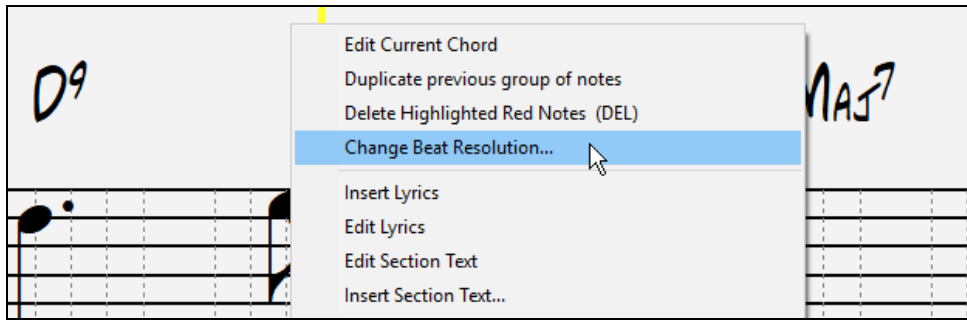 Edit Current Chord
Duplicate previous group of notes
D9
Delete Highlighted Red Notes (DEL)
MAJ7
Change Beat Resolution...
Insert Lyrics
Edit Lyrics
Edit Section Text
Insert Section Text...